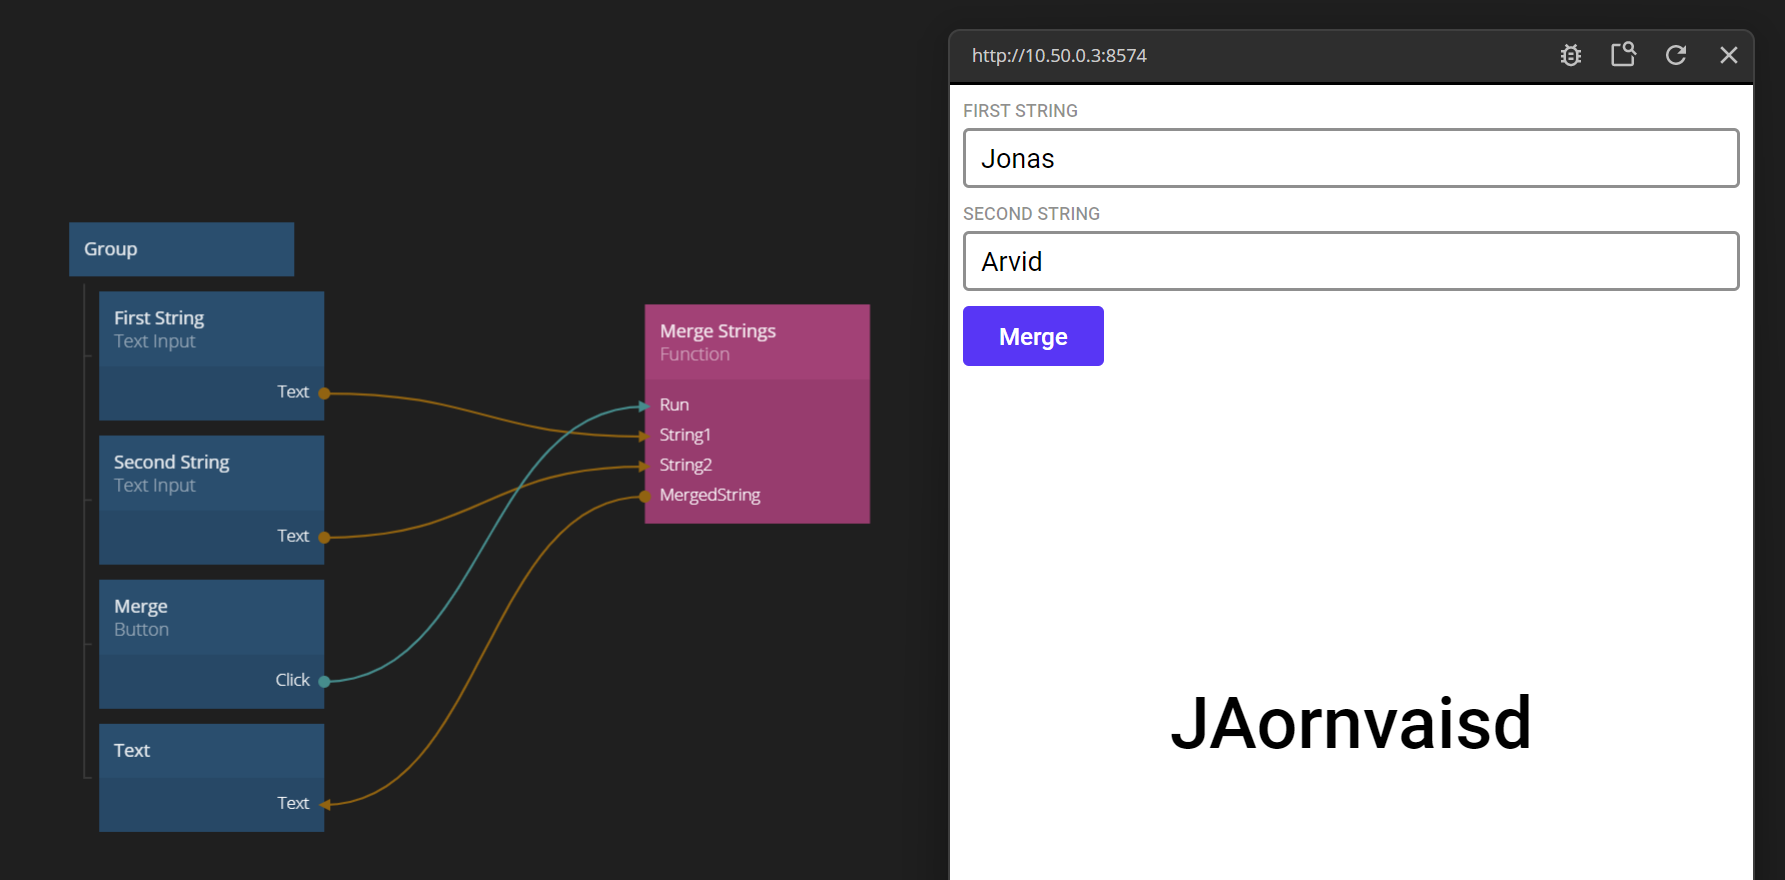 Group
First String
Text Input
Text
Second String
Text Input
Text
Merge
Button
Click
Text
Text
Merge Strings
Function
Run
String1
String2
MergedString
http://10.50.0.3:8574
FIRST STRING
Jonas
SECOND STRING
Arvid
Merge
JAornvaisd